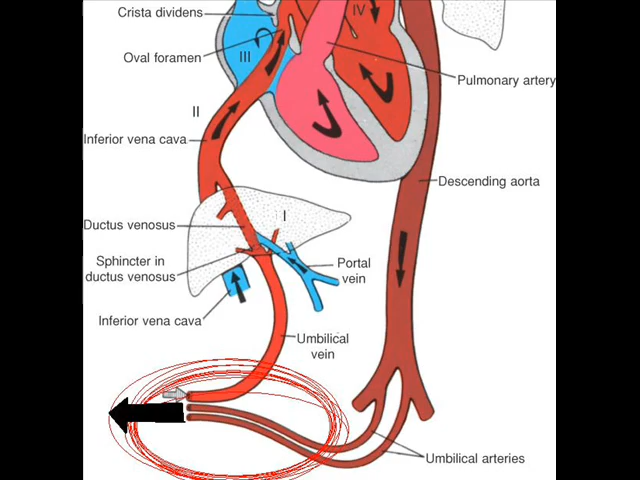 Crista dividens
IV
III
Oval foramen
Pulmonary artery
II
Inferior vena cava
Descending aorta
I
Ductus venosus
Sphincter in
ductus venosus
Portal
vein
Inferior vena cava
Umbilical
vein
Umbilical arteries